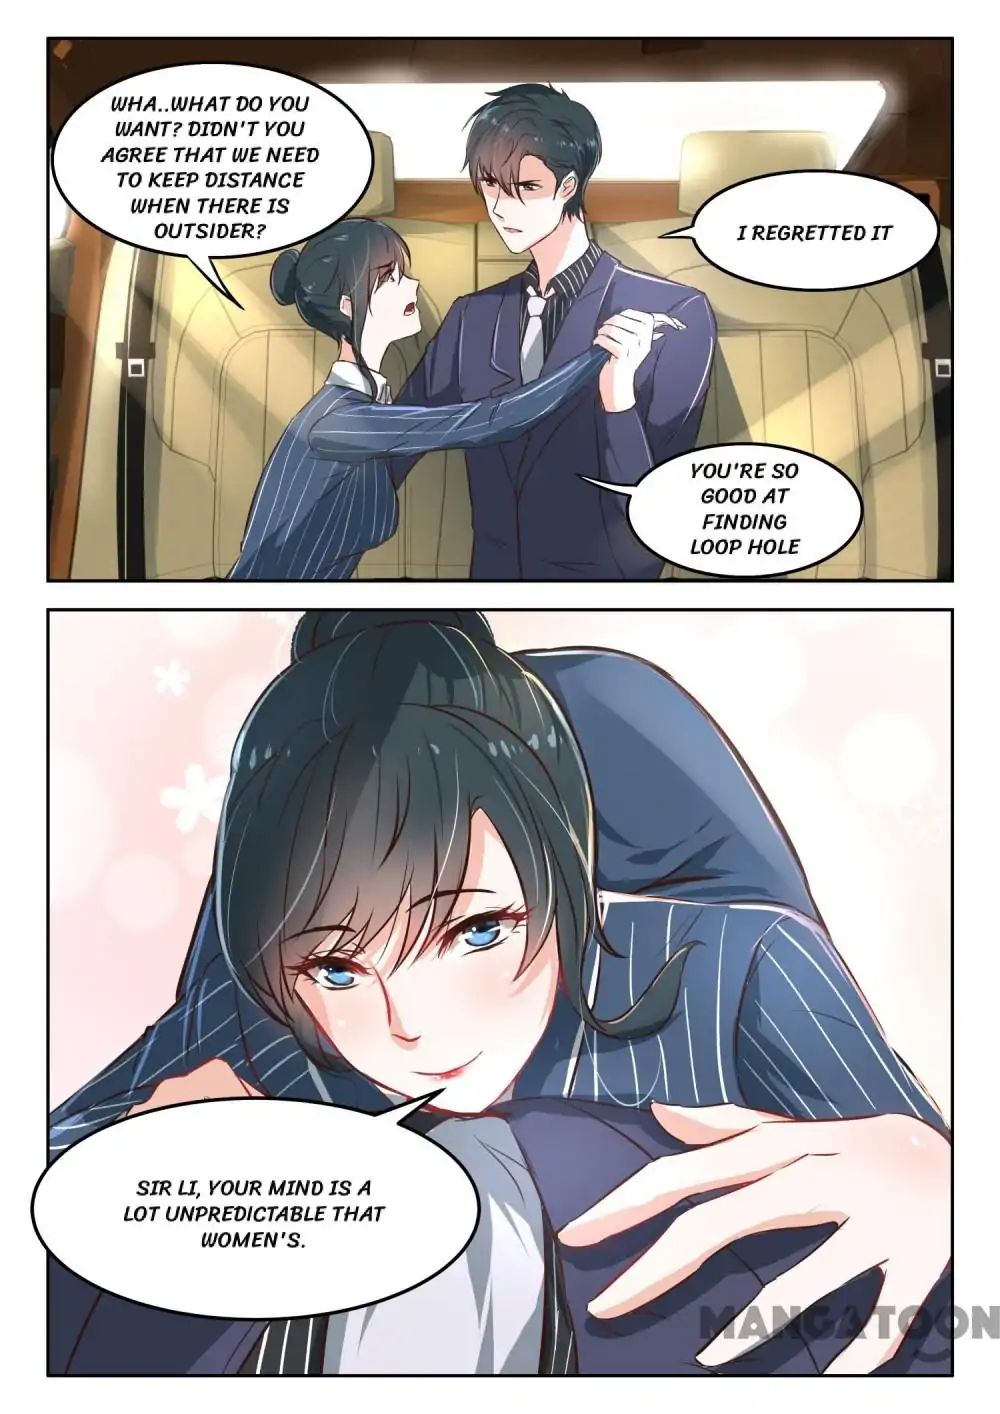 WHA..WHAT DO YOU
WANT? DIDN'T YOU
AGREE THAT WE NEED
TO KEEP DISTANCE
WHEN THERE IS
OUTSIDER?
I REGRETTED IT
YOU'RE SO
GOOD AT
FINDING
LOOP HOLE
SIR LI, YOUR MIND IS A
LOT UNPREDICTABLE THAT
WOMEN'S.
MANGATOON